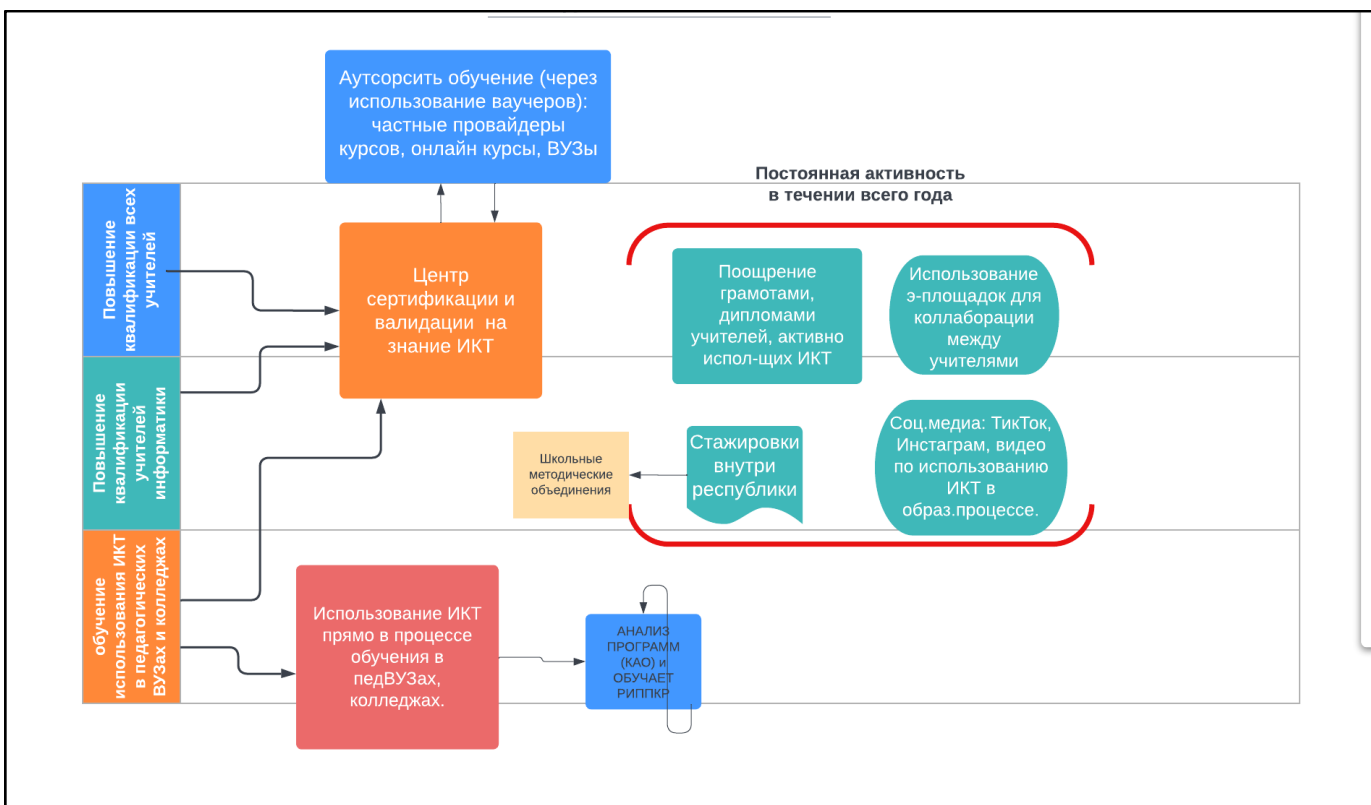 Аутсорсить обучение (через
использование ваучеров):
частные провайдеры
курсов, онлайн курсы, ВУЗы
Постоянная активность
в течении всего года
Повышение
квалификации всех
учителей
Центр
сертификации и
валидации на
знание ИКТ
Поощрение
грамотами,
дипломами
учителей, активно
испол-щих ИКТ
Использование
э-площадок для
коллаборации
между
учителями
Повышение
квалификации
учителей
информатики
Школьные
методические
объединения
Стажировки
внутри
республики
Соц.медиа: ТикТок,
Инстаграм, видео
по использованию
ИКТ в
образ.процессе.
обучение
использования ИКТ
в педагогических
ВУЗах и колледжах
Использование ИКТ
прямо в процессе
обучения в
педВУЗах,
колледжах.
АНАЛИЗ
ПРОГРАММ
(КАО) и
ОБУЧАЕТ
РИППКР